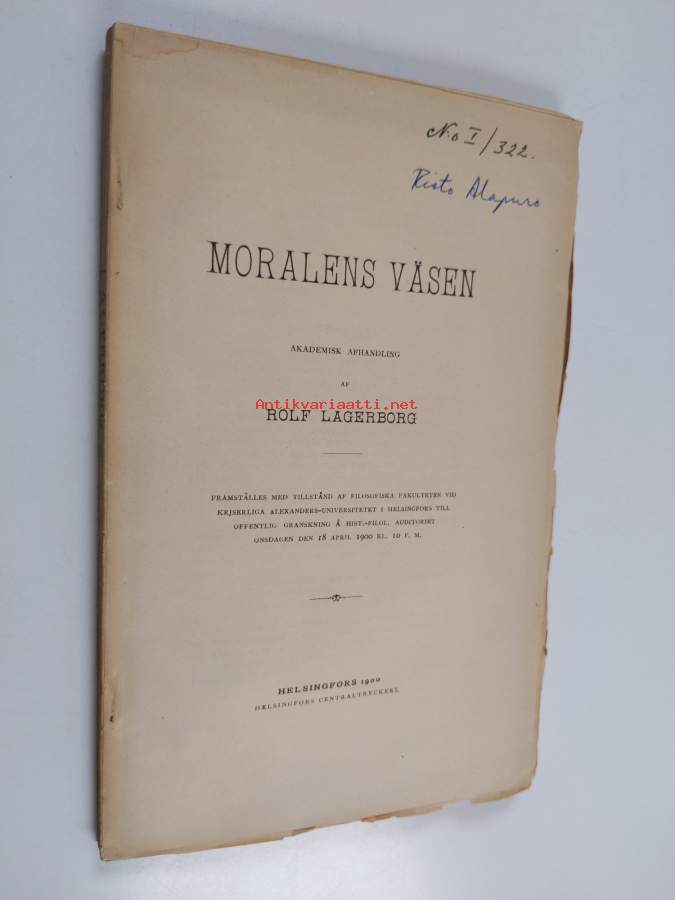 N:o I/322.
Risto Alapuro
MORALENS VÄSEN
AKADEMISK AFHANDLING
AF
Antikvariaatti.net
ROLF LAGERBORG
FRAMSTÄLLES MED TILLSTÅND AF FILOSOFISKA FAKULTETEN VID
KEJSERLIGA ALEXANDERS-UNIVERSITETET I HELSINGFORS TILL
OFFENTLIG GRANSKNING Å HIST.-FILOL. AUDITORIET
ONSDAGEN DEN 18 APRIL 1900 KL. 10 F. M.
HELSINGFORS 1900
HELSINGFORS CENTRALTRYCKERI.